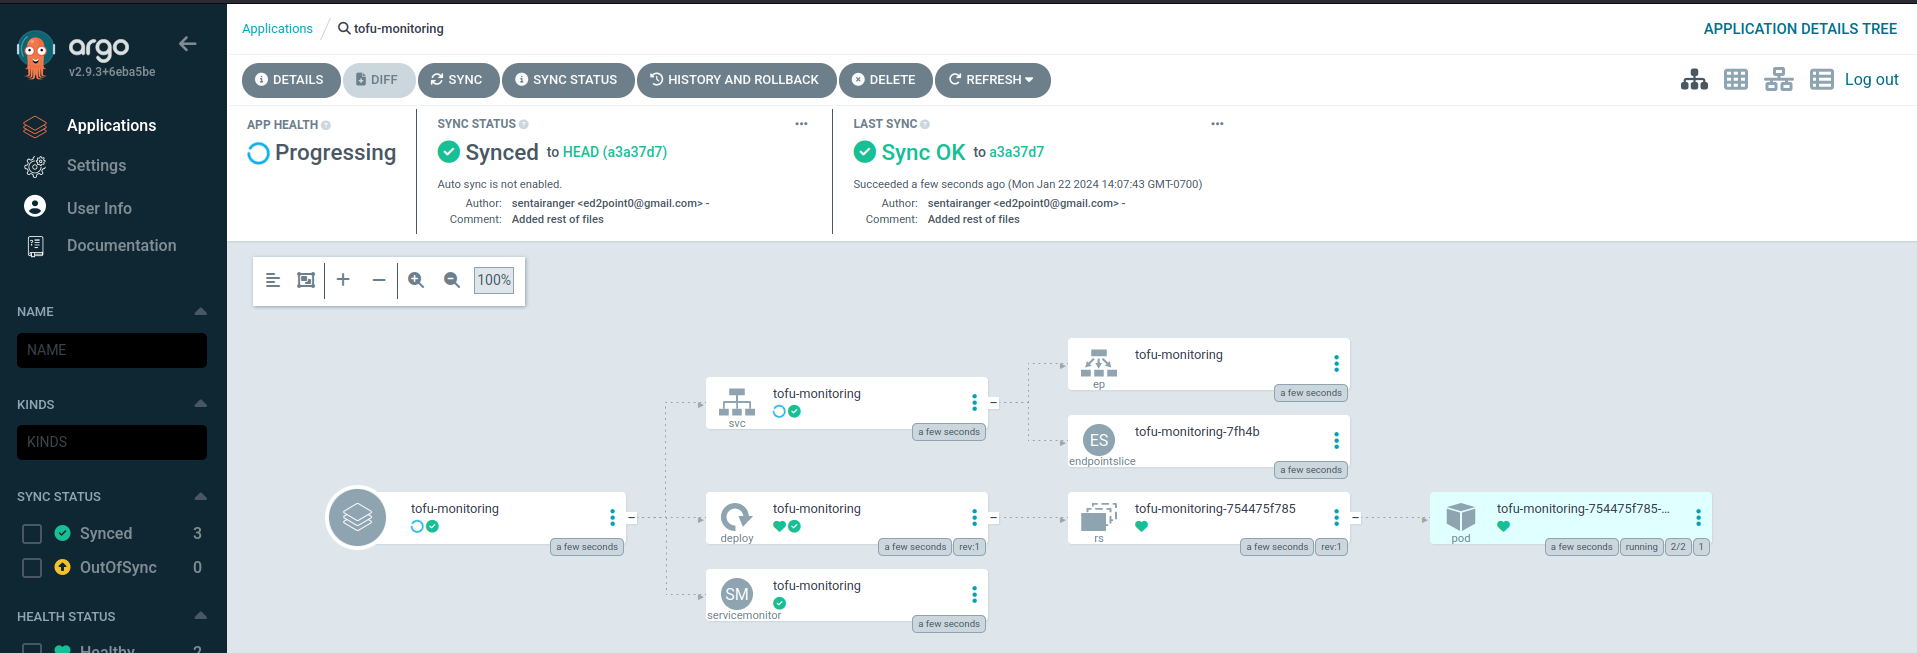 argo
v2.9.3+6eba5be
Applications
Settings
User Info
Documentation
NAME
NAME
KINDS
KINDS
SYNC STATUS
Synced 3
OutOfSync 0
HEALTH STATUS
Healthy 2
Applications / tofu-monitoring
APPLICATION DETAILS TREE
DETAILS DIFF SYNC SYNC STATUS HISTORY AND ROLLBACK DELETE REFRESH
Log out
APP HEALTH
Progressing
SYNC STATUS
Synced to HEAD (a3a37d7)
Auto sync is not enabled.
Author: sentairanger <ed2point0@gmail.com> -
Comment: Added rest of files
LAST SYNC
Sync OK to a3a37d7
Succeeded a few seconds ago (Mon Jan 22 2024 14:07:43 GMT-0700)
Author: sentairanger <ed2point0@gmail.com> -
Comment: Added rest of files
100%
tofu-monitoring
a few seconds
tofu-monitoring
svc
a few seconds
tofu-monitoring
deploy
a few seconds rev:1
SM
tofu-monitoring
servicemonitor
a few seconds
tofu-monitoring
ep
a few seconds
ES
tofu-monitoring-7fh4b
endpointslice
a few seconds
tofu-monitoring-754475f785
rs
a few seconds rev:1
tofu-monitoring-754475f785-...
pod
a few seconds running 2/2 1